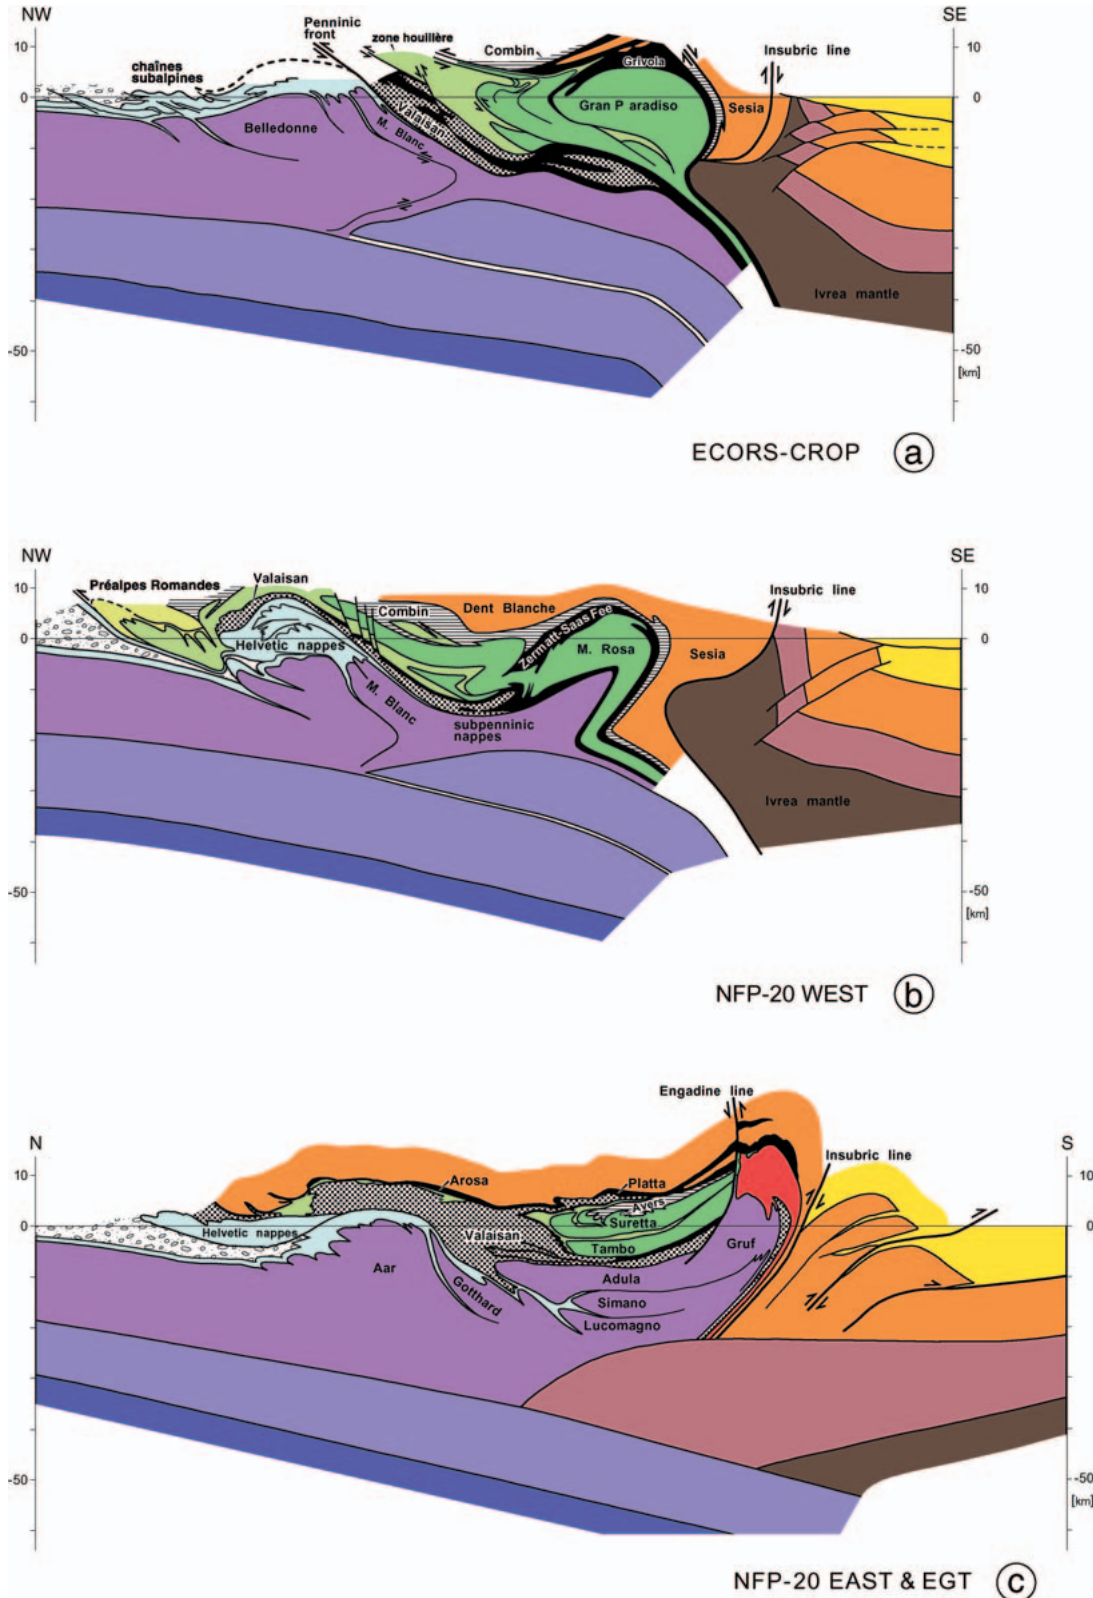 NW
SE
Penninic
front
zone houillère
Combin
Insubric line
chaînes
subalpines
Grivola
10
10
0
0
Belledonne
M. Blanc
Valaisan
Gran P aradiso
Sesia
Ivrea mantle
-50
-50
[km]
ECORS-CROP a
NW
SE
Préalpes Romandes
Valaisan
Insubric line
10
10
0
0
Combin
Dent Blanche
Helvetic nappes
Zermatt-Saas Fee
M. Rosa
Sesia
M. Blanc
subpenninic
nappes
Ivrea mantle
-50
-50
[km]
NFP-20 WEST b
Engadine line
N
S
Insubric line
10
10
Arosa
Platta
Avers
0
0
Helvetic nappes
Suretta
Valaisan
Tambo
Gruf
Aar
Adula
Gotthard
Simano
Lucomagno
-50
-50
[km]
NFP-20 EAST & EGT c